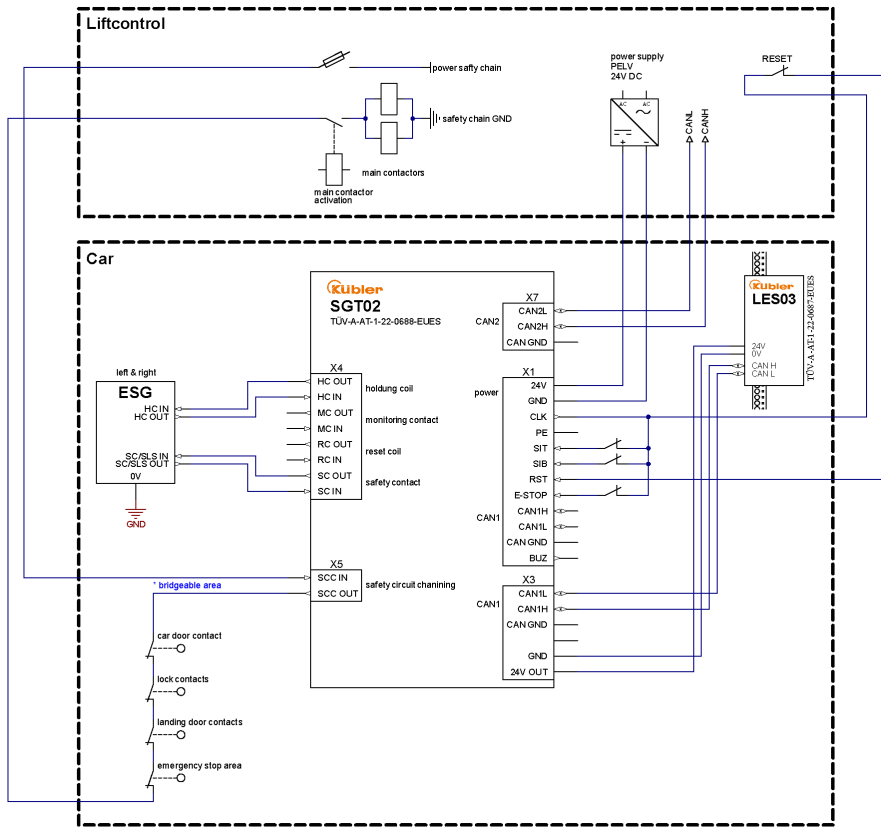 Liftcontrol
power safty chain
safety chain GND
main contactors
main contactor
activation
power supply
PELV
24V DC
AC
AC
+
−
CANL
CANH
RESET
Car
Kübler
SGT02
TÜV-A-AT-1-22-0688-EUES
X7
CAN2
CAN2L
CAN2H
CAN GND
Kübler
LES03
TÜV-A-AT-1-22-0687-EUES
24V
0V
CAN H
CAN L
left & right
ESG
HC IN
HC OUT
SC/SLS IN
SC/SLS OUT
0V
GND
X4
HC OUT
HC IN
MC OUT
MC IN
RC OUT
RC IN
SC OUT
SC IN
holdung coil
monitoring contact
reset coil
safety contact
X1
power
24V
GND
CLK
PE
SIT
SIB
RST
E-STOP
CAN1
CAN1H
CAN1L
CAN GND
BUZ
X5
SCC IN
SCC OUT
safety circuit chanining
X3
CAN1
CAN1L
CAN1H
CAN GND
GND
24V OUT
* bridgeable area
car door contact
lock contacts
landing door contacts
emergency stop area